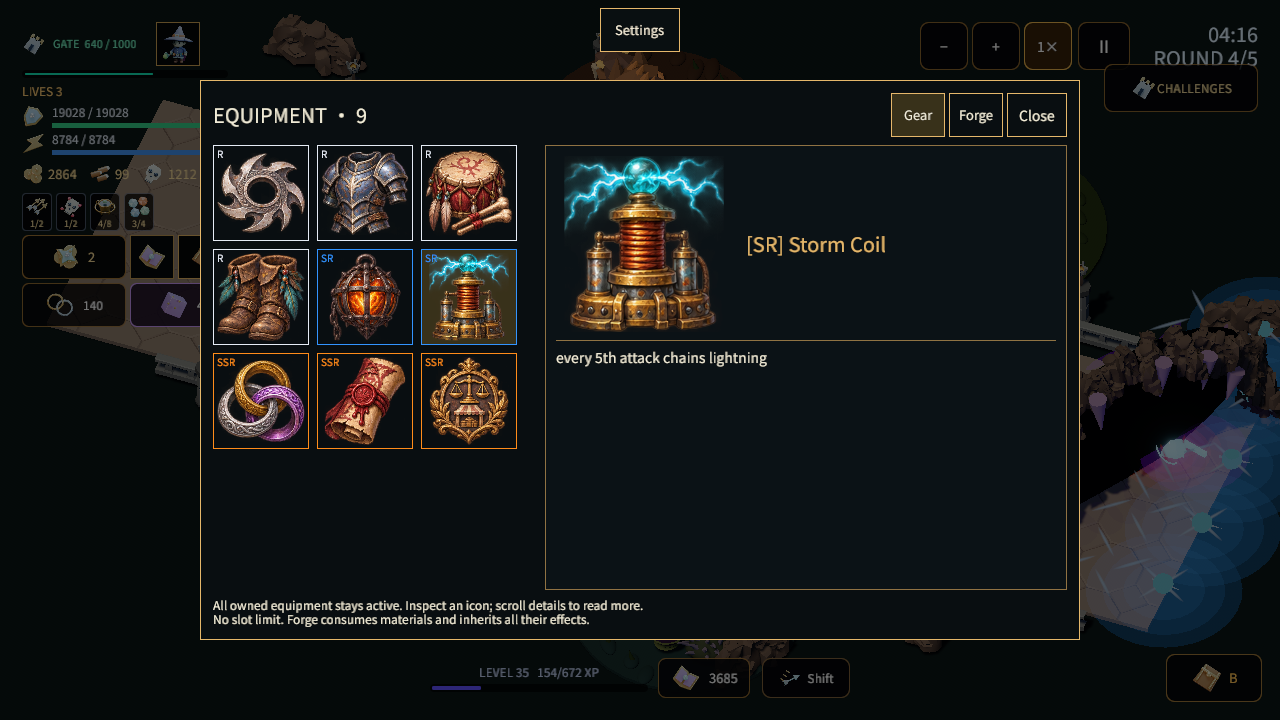 Settings
GATE 640 / 1000
− + 1× II
04:16
ROUND 4/5
CHALLENGES
LIVES 3
19028 / 19028
8784 / 8784
2864 99 1212
1/2 1/2 4/8 3/4
2
140
EQUIPMENT • 9
Gear Forge Close
R R R
R SR SR
SSR SSR SSR
[SR] Storm Coil
every 5th attack chains lightning
All owned equipment stays active. Inspect an icon; scroll details to read more.
No slot limit. Forge consumes materials and inherits all their effects.
LEVEL 35 154/672 XP
3685
Shift
B